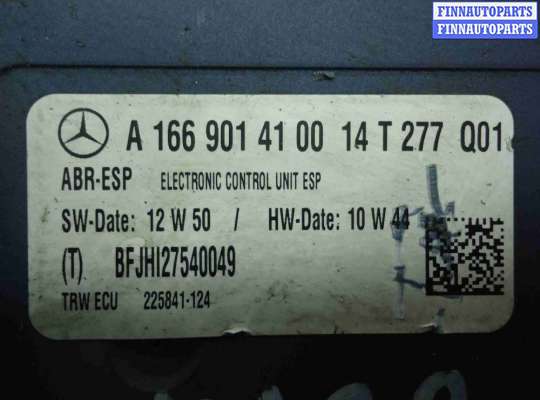 FINNAUTOPARTS
FINNAUTOPARTS
A 166 901 41 00 14 T 277 Q01
ABR-ESP ELECTRONIC CONTROL UNIT ESP
SW-Date: 12 W 50 / HW-Date: 10 W 44
(T) BFJHI27540049
TRW ECU 225841-124